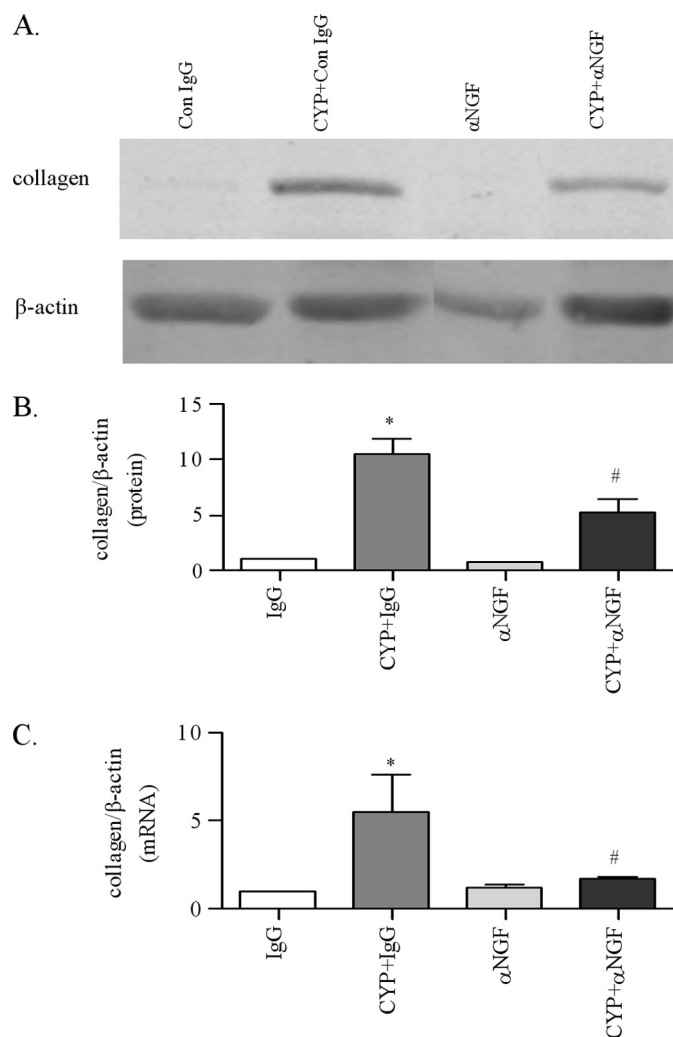 A.
Con IgG
CYP+Con IgG
αNGF
CYP+αNGF
collagen
β-actin
B.
collagen/β-actin
(protein)
15
10
5
0
*
#
IgG
CYP+IgG
αNGF
CYP+αNGF
C.
collagen/β-actin
(mRNA)
10
5
0
*
#
IgG
CYP+IgG
αNGF
CYP+αNGF